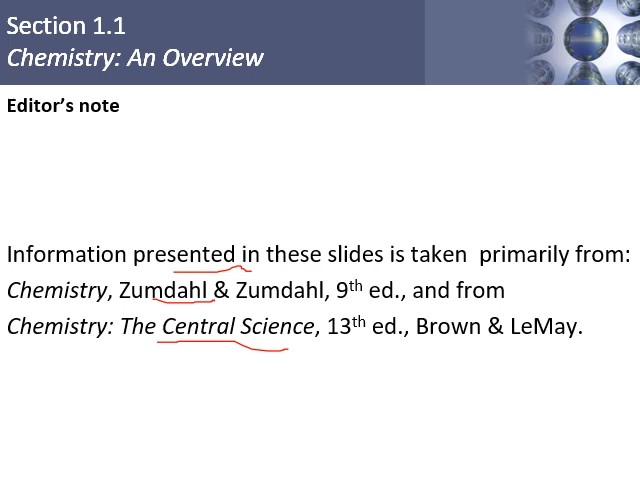 Section 1.1
Chemistry: An Overview
Editor's note
Information presented in these slides is taken  primarily from:
Chemistry, Zumdahl & Zumdahl, 9th ed., and from
Chemistry: The Central Science, 13th ed., Brown & LeMay.